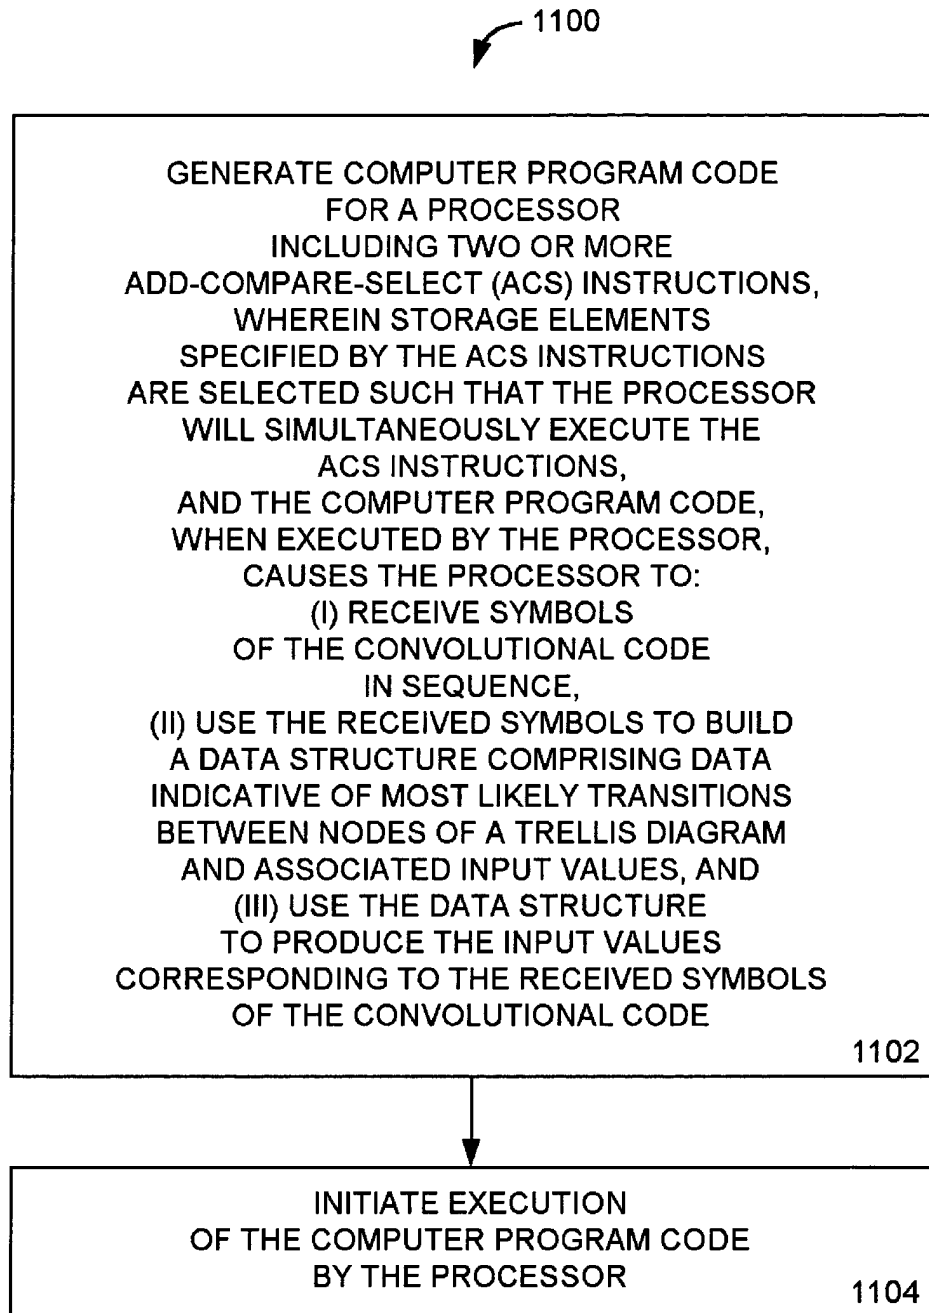 1100
GENERATE COMPUTER PROGRAM CODE
FOR A PROCESSOR
INCLUDING TWO OR MORE
ADD-COMPARE-SELECT (ACS) INSTRUCTIONS,
WHEREIN STORAGE ELEMENTS
SPECIFIED BY THE ACS INSTRUCTIONS
ARE SELECTED SUCH THAT THE PROCESSOR
WILL SIMULTANEOUSLY EXECUTE THE
ACS INSTRUCTIONS,
AND THE COMPUTER PROGRAM CODE,
WHEN EXECUTED BY THE PROCESSOR,
CAUSES THE PROCESSOR TO:
(I) RECEIVE SYMBOLS
OF THE CONVOLUTIONAL CODE
IN SEQUENCE,
(II) USE THE RECEIVED SYMBOLS TO BUILD
A DATA STRUCTURE COMPRISING DATA
INDICATIVE OF MOST LIKELY TRANSITIONS
BETWEEN NODES OF A TRELLIS DIAGRAM
AND ASSOCIATED INPUT VALUES, AND
(III) USE THE DATA STRUCTURE
TO PRODUCE THE INPUT VALUES
CORRESPONDING TO THE RECEIVED SYMBOLS
OF THE CONVOLUTIONAL CODE
1102
INITIATE EXECUTION
OF THE COMPUTER PROGRAM CODE
BY THE PROCESSOR
1104